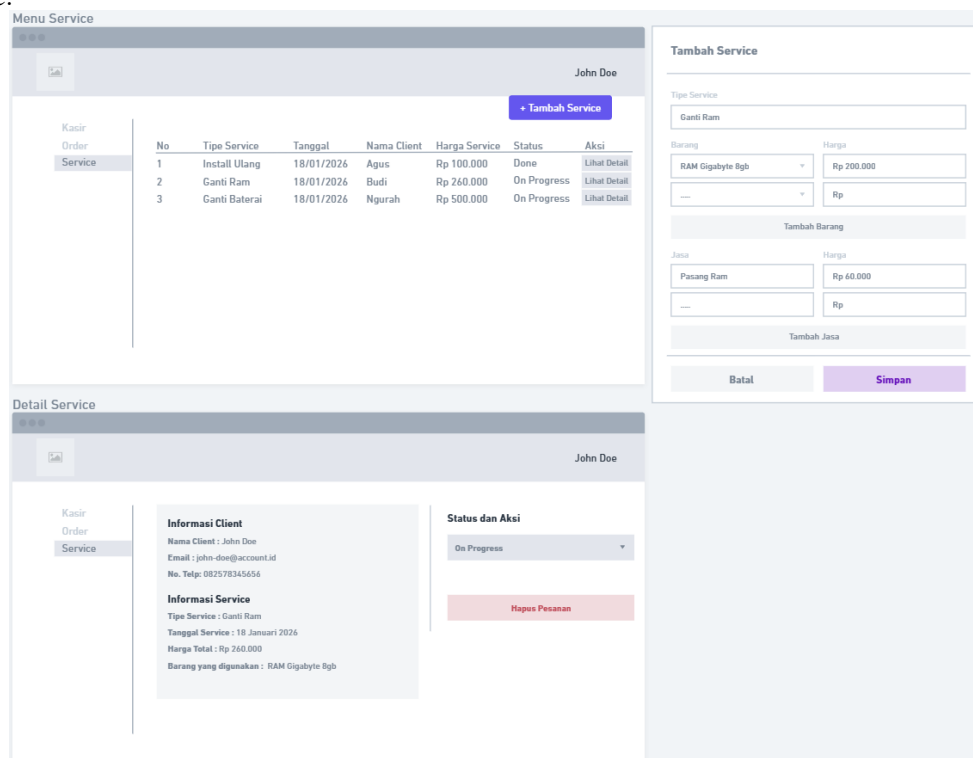 Menu Service
John Doe
+ Tambah Service
Kasir
Order
Service
No Tipe Service Tanggal Nama Client Harga Service Status Aksi
1 Install Ulang 18/01/2026 Agus Rp 100.000 Done Lihat Detail
2 Ganti Ram 18/01/2026 Budi Rp 260.000 On Progress Lihat Detail
3 Ganti Baterai 18/01/2026 Ngurah Rp 500.000 On Progress Lihat Detail
Tambah Service
Tipe Service
Ganti Ram
Barang Harga
RAM Gigabyte 8gb Rp 200.000
__ Rp
Tambah Barang
Jasa Harga
Pasang Ram Rp 60.000
__ Rp
Tambah Jasa
Batal Simpan
Detail Service
John Doe
Kasir
Order
Service
Informasi Client
Nama Client : John Doe
Email : john-doe@account.id
No. Telp: 082578345656
Informasi Service
Tipe Service : Ganti Ram
Tanggal Service : 18 Januari 2026
Harga Total : Rp 260.000
Barang yang digunakan : RAM Gigabyte 8gb
Status dan Aksi
On Progress
Hapus Pesanan